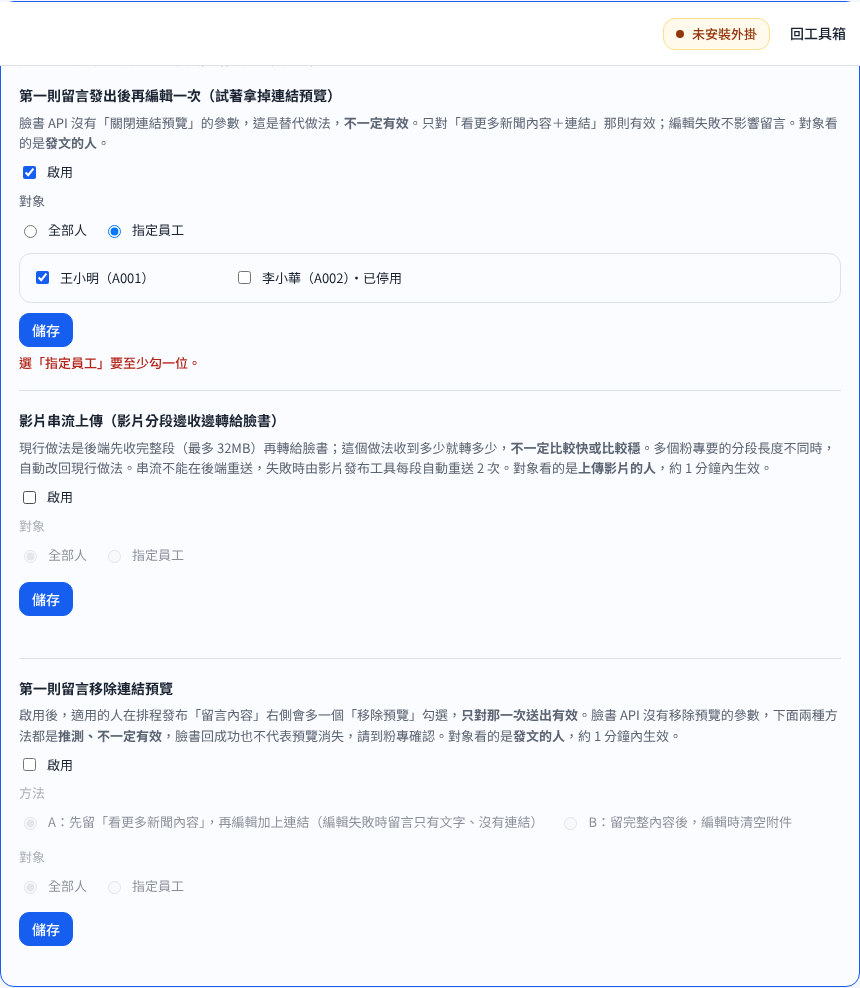 未安裝外掛
回工具箱
第一則留言發出後再編輯一次（試著拿掉連結預覽）
臉書 API 沒有「關閉連結預覽」的參數，這是替代做法，不一定有效。只對「看更多新聞內容＋連結」那則有效；編輯失敗不影響留言。對象看
的是發文的人。
啟用
對象
全部人 指定員工
王小明（A001） 李小華（A002）・已停用
儲存
選「指定員工」要至少勾一位。
影片串流上傳（影片分段邊收邊轉給臉書）
現行做法是後端先收完整段（最多 32MB）再轉給臉書；這個做法收到多少就轉多少，不一定比較快或比較穩。多個粉專要的分段長度不同時，
自動改回現行做法。串流不能在後端重送，失敗時由影片發布工具每段自動重送 2 次。對象看的是上傳影片的人，約 1 分鐘內生效。
啟用
對象
全部人 指定員工
儲存
第一則留言移除連結預覽
啟用後，適用的人在排程發布「留言內容」右側會多一個「移除預覽」勾選，只對那一次送出有效。臉書 API 沒有移除預覽的參數，下面兩種方
法都是推測、不一定有效，臉書回成功也不代表預覽消失，請到粉專確認。對象看的是發文的人，約 1 分鐘內生效。
啟用
方法
A：先留「看更多新聞內容」，再編輯加上連結（編輯失敗時留言只有文字、沒有連結） B：留完整內容後，編輯時清空附件
對象
全部人 指定員工
儲存